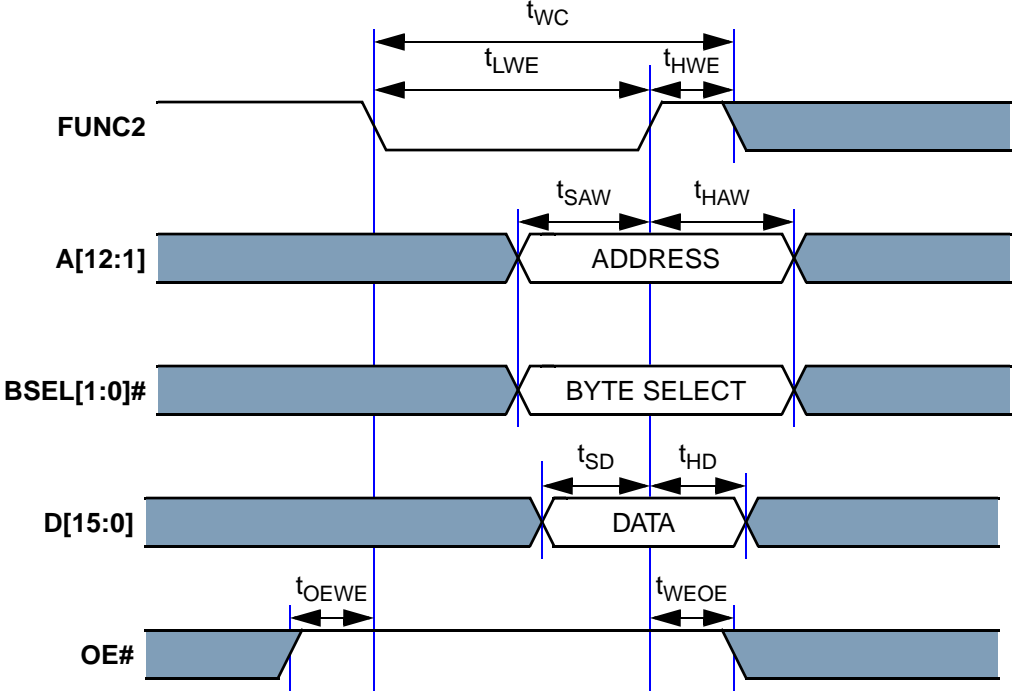 tWC
tLWE tHWE
FUNC2
tSAW tHAW
A[12:1] ADDRESS
BSEL[1:0]# BYTE SELECT
tSD tHD
D[15:0] DATA
tOEWE tWEOE
OE#